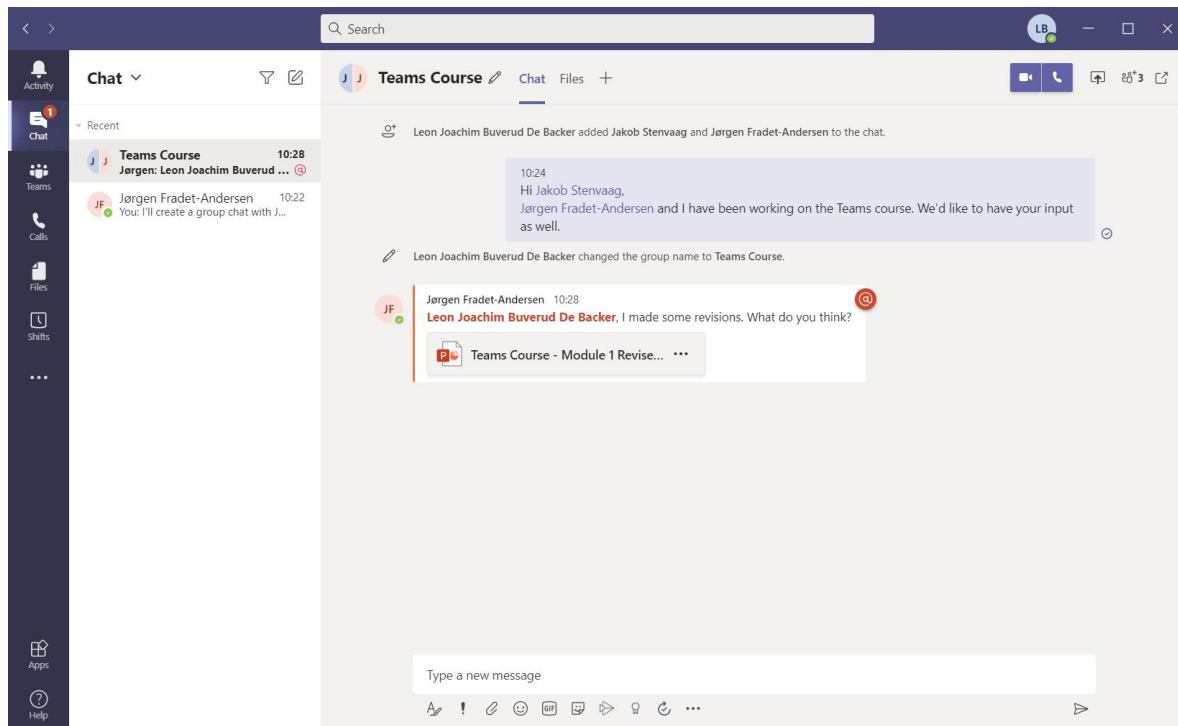 Search
LB
Activity
1
Chat
Teams
Calls
Files
Shifts
Apps
Help
Chat
Recent
J J
Teams Course 10:28
Jørgen: Leon Joachim Buverud ... @
JF
Jørgen Fradet-Andersen 10:22
You: I'll create a group chat with J...
J J Teams Course Chat Files + 3
Leon Joachim Buverud De Backer added Jakob Stenvaag and Jørgen Fradet-Andersen to the chat.
10:24
Hi Jakob Stenvaag,
Jørgen Fradet-Andersen and I have been working on the Teams course. We'd like to have your input
as well.
Leon Joachim Buverud De Backer changed the group name to Teams Course.
JF
Jørgen Fradet-Andersen 10:28
@
Leon Joachim Buverud De Backer, I made some revisions. What do you think?
P Teams Course - Module 1 Revise... ···
Type a new message
GIF